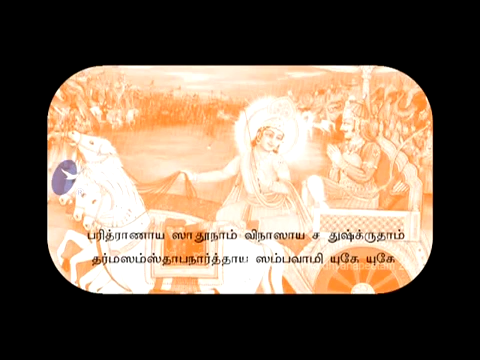 பரித்ராணாய ஸாதூநாம் விநாஸாய ச துஷ்க்ருதாம்
தர்மஸம்ஸ்தாபநார்த்தாய ஸம்பவாமி யுகே யுகே